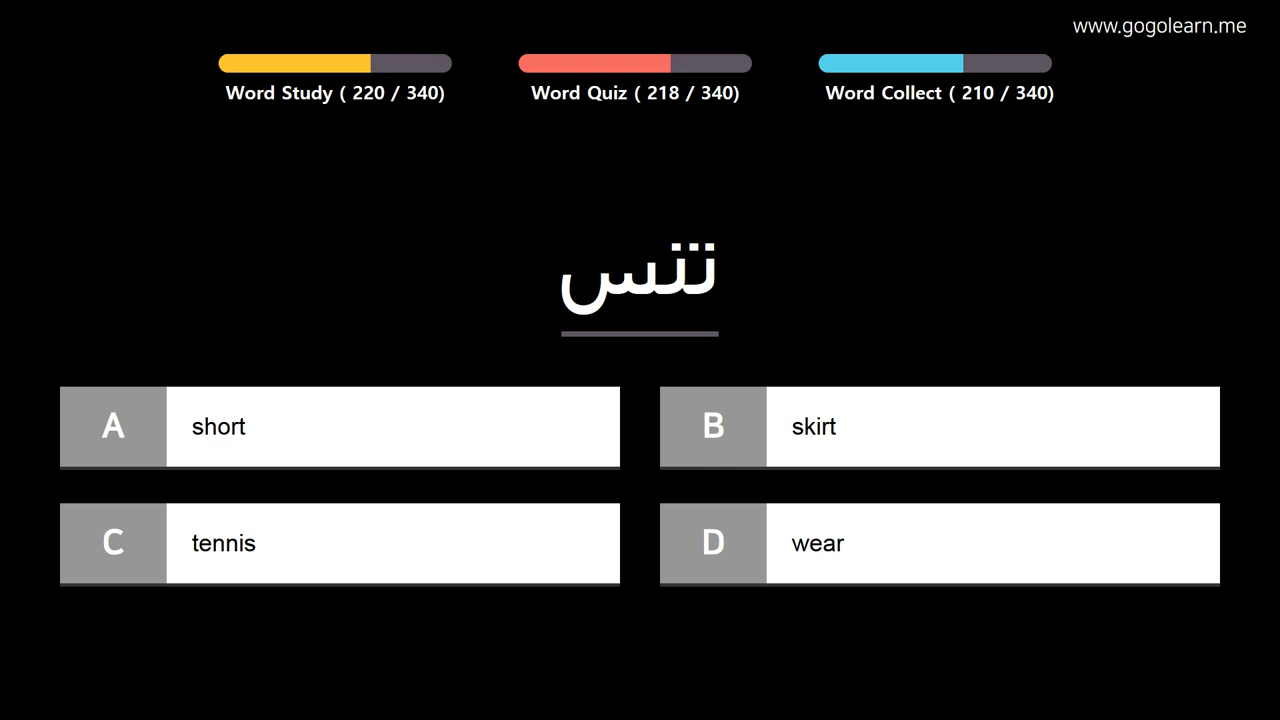 www.gogolearn.me
Word Study ( 220 / 340)
Word Quiz ( 218 / 340)
Word Collect ( 210 / 340)
تتس
A short
B skirt
C tennis
D wear